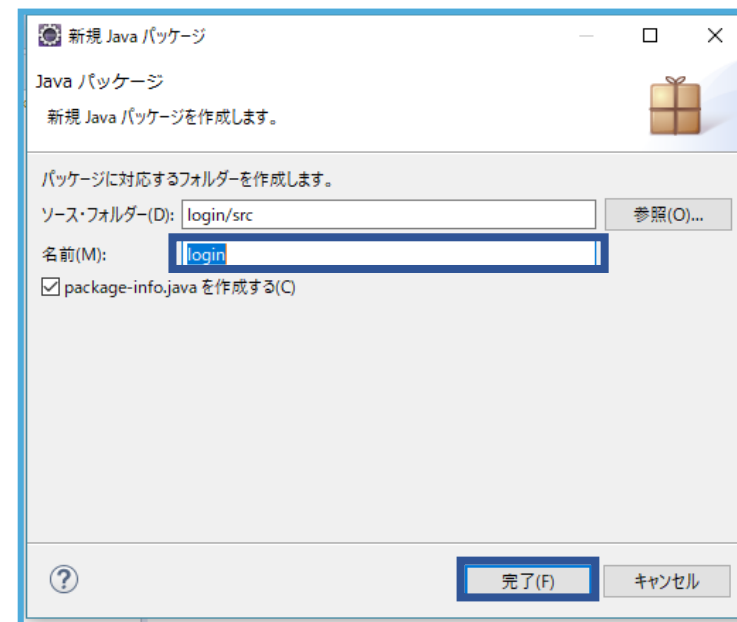 新規 Java パッケージ
Java パッケージ
新規 Java パッケージを作成します。
パッケージに対応するフォルダーを作成します。
ソース・フォルダー(D): login/src 参照(O)...
名前(M): login
package-info.java を作成する(C)
? 完了(F) キャンセル